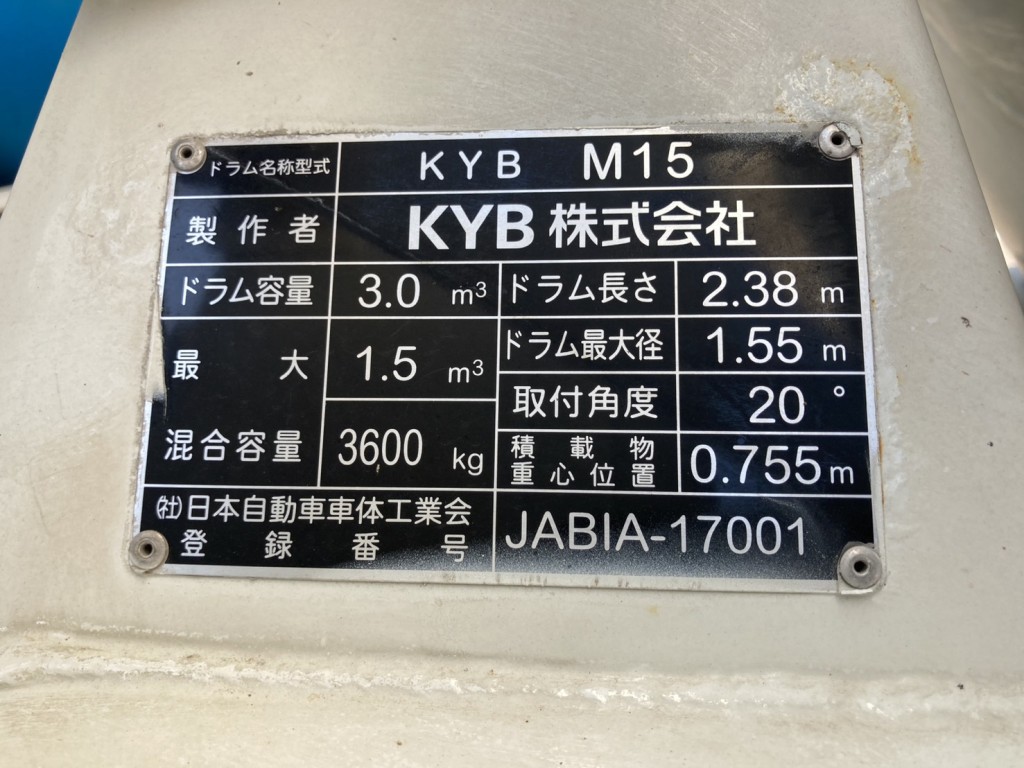 ドラム名称型式 KYB M15
製作者 KYB株式会社
ドラム容量 3.0 m³ ドラム長さ 2.38 m
最大 1.5 m³ ドラム最大径 1.55 m
取付角度 20 °
混合容量 3600 kg 積載物
重心位置 0.755 m
(社)日本自動車車体工業会
登録番号 JABIA-17001